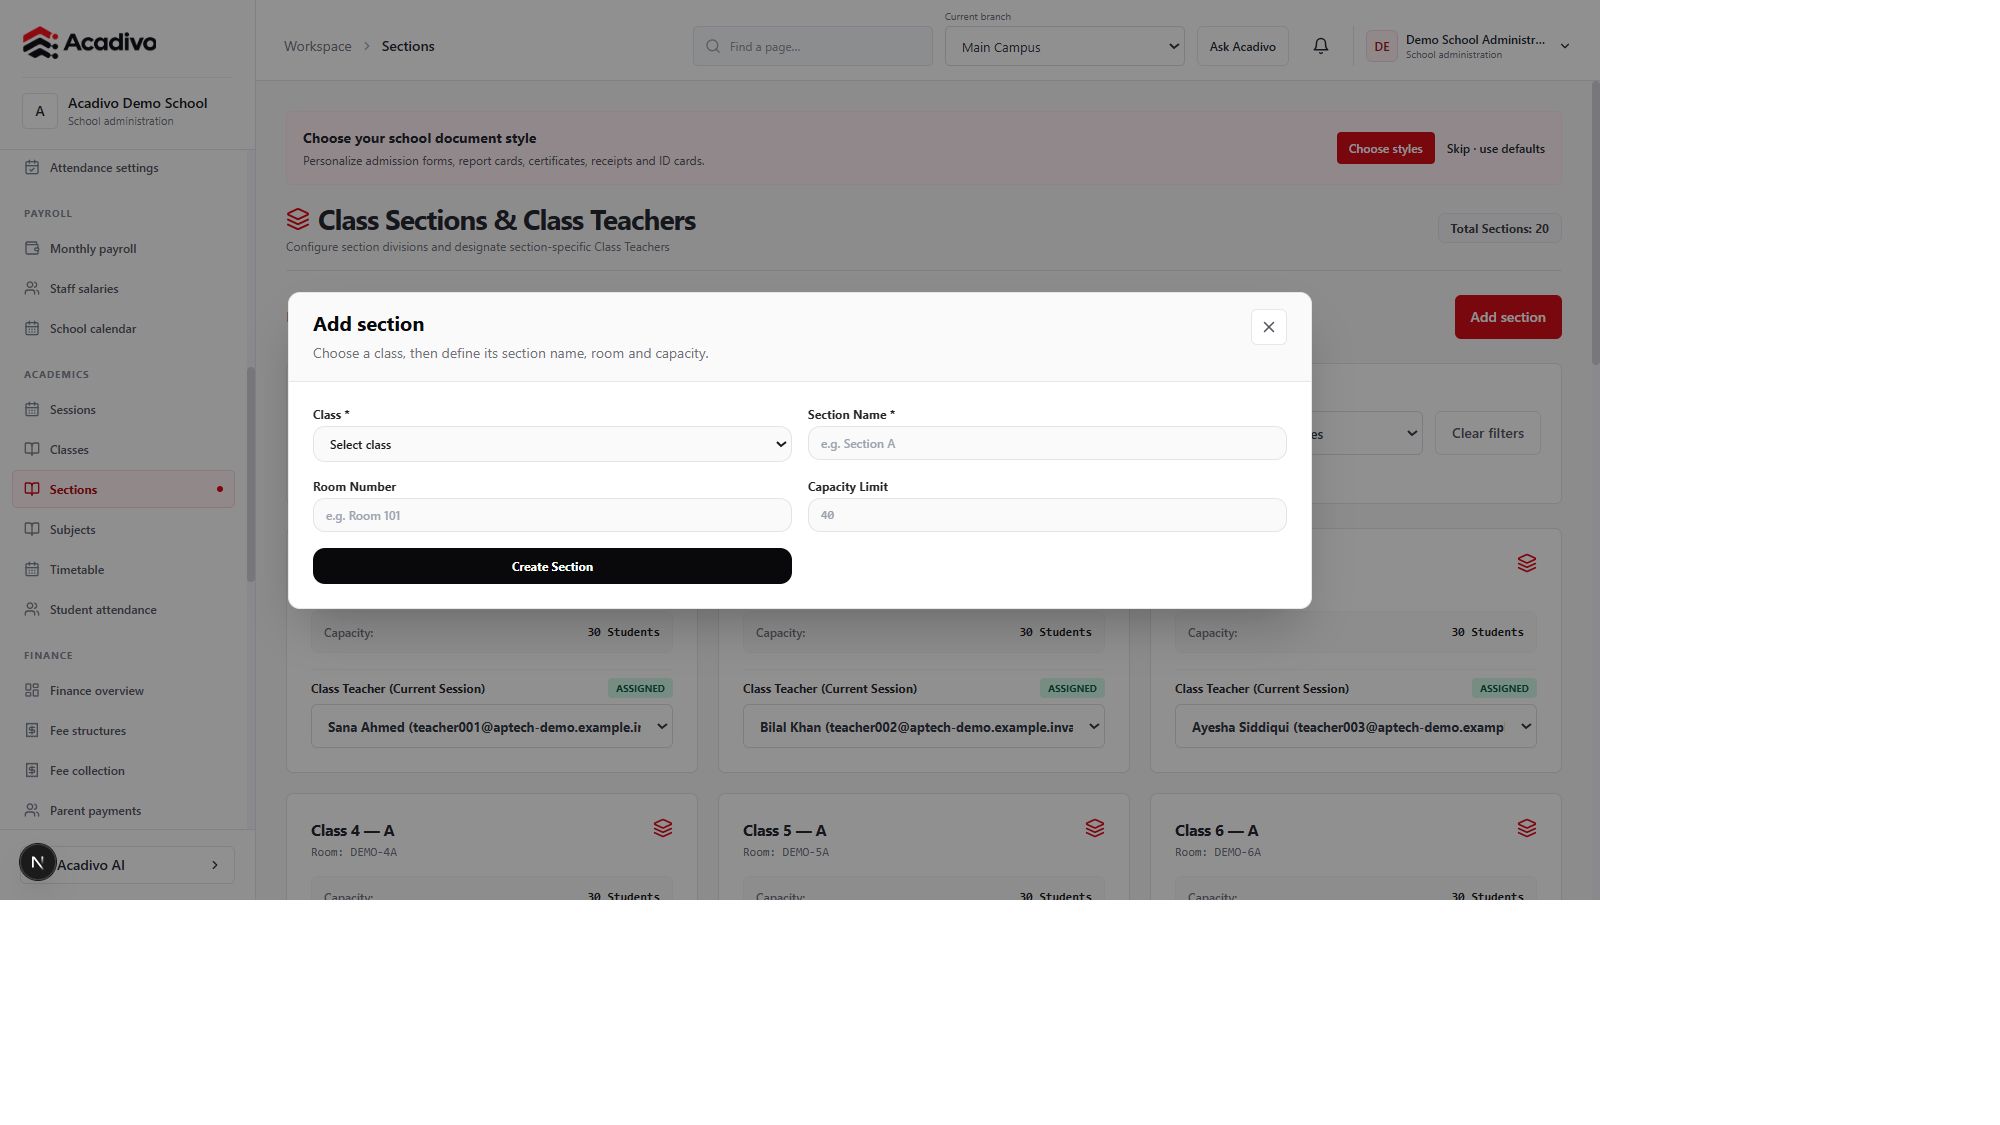 Acadivo
Workspace > Sections
Find a page...
Current branch
Main Campus
Ask Acadivo
DE
Demo School Administr...
School administration
A
Acadivo Demo School
School administration
Attendance settings
PAYROLL
Monthly payroll
Staff salaries
School calendar
ACADEMICS
Sessions
Classes
Sections
Subjects
Timetable
Student attendance
FINANCE
Finance overview
Fee structures
Fee collection
Parent payments
N
Acadivo AI
Choose your school document style
Personalize admission forms, report cards, certificates, receipts and ID cards.
Choose styles
Skip · use defaults
Class Sections & Class Teachers
Configure section divisions and designate section-specific Class Teachers
Total Sections: 20
Add section
Clear filters
Add section
Choose a class, then define its section name, room and capacity.
Class *
Select class
Section Name *
e.g. Section A
Room Number
e.g. Room 101
Capacity Limit
40
Create Section
Capacity: 30 Students
Class Teacher (Current Session) ASSIGNED
Sana Ahmed (teacher001@aptech-demo.example.ir
Capacity: 30 Students
Class Teacher (Current Session) ASSIGNED
Bilal Khan (teacher002@aptech-demo.example.inva
Capacity: 30 Students
Class Teacher (Current Session) ASSIGNED
Ayesha Siddiqui (teacher003@aptech-demo.examp
Class 4 — A
Room: DEMO-4A
Capacity: 30 Students
Class 5 — A
Room: DEMO-5A
Capacity: 30 Students
Class 6 — A
Room: DEMO-6A
Capacity: 30 Students